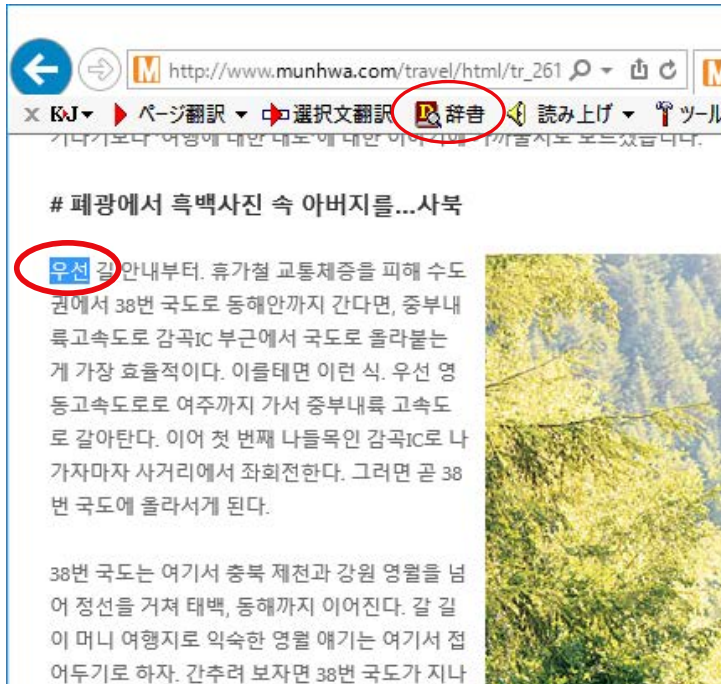 http://www.munhwa.com/travel/html/tr_261
× KJ ▼ ページ翻訳 ▼ 選択文翻訳 辞書 読み上げ ▼ ツール
# 폐광에서 흑백사진 속 아버지를...사북
우선 길 안내부터. 휴가철 교통체증을 피해 수도
권에서 38번 국도로 동해안까지 간다면, 중부내
륙고속도로 감곡IC 부근에서 국도로 올라붙는
게 가장 효율적이다. 이를테면 이런 식. 우선 영
동고속도로로 여주까지 가서 중부내륙 고속도
로 갈아탄다. 이어 첫 번째 나들목인 감곡IC로 나
가자마자 사거리에서 좌회전한다. 그러면 곧 38
번 국도에 올라서게 된다.
38번 국도는 여기서 충북 제천과 강원 영월을 넘
어 정선을 거쳐 태백, 동해까지 이어진다. 갈 길
이 머니 여행지로 익숙한 영월 얘기는 여기서 접
어두기로 하자. 간추려 보자면 38번 국도가 지나